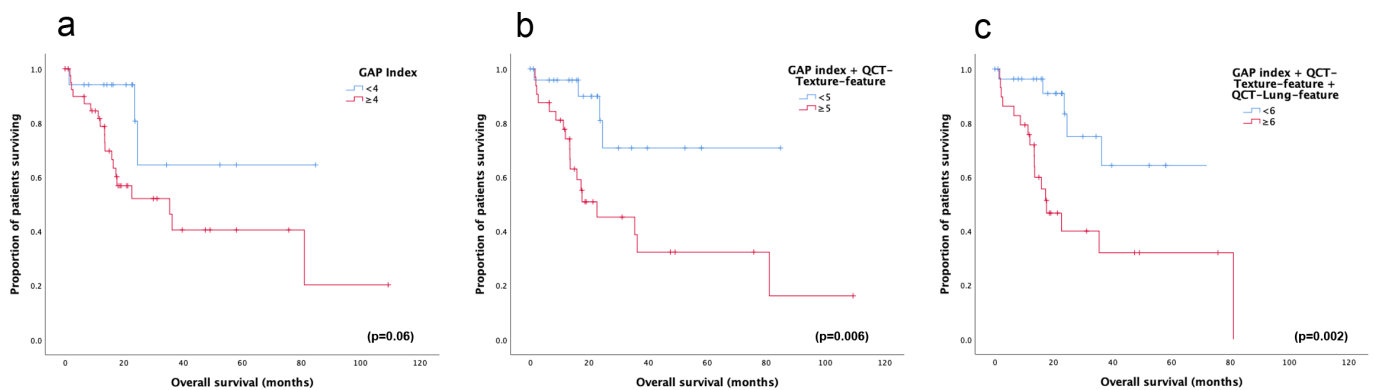 a
GAP Index
<4
≥4
Proportion of patients surviving
1.0
0.8
0.6
0.4
0.2
0.0
(p=0.06)
0 20 40 60 80 100 120
Overall survival (months)
b
GAP index + QCT-
Texture-feature
<5
≥5
Proportion of patients surviving
1.0
0.8
0.6
0.4
0.2
0.0
(p=0.006)
0 20 40 60 80 100 120
Overall survival (months)
c
GAP index + QCT-
Texture-feature +
QCT-Lung-feature
<6
≥6
Proportion of patients surviving
1.0
0.8
0.6
0.4
0.2
0.0
(p=0.002)
0 20 40 60 80 100 120
Overall survival (months)